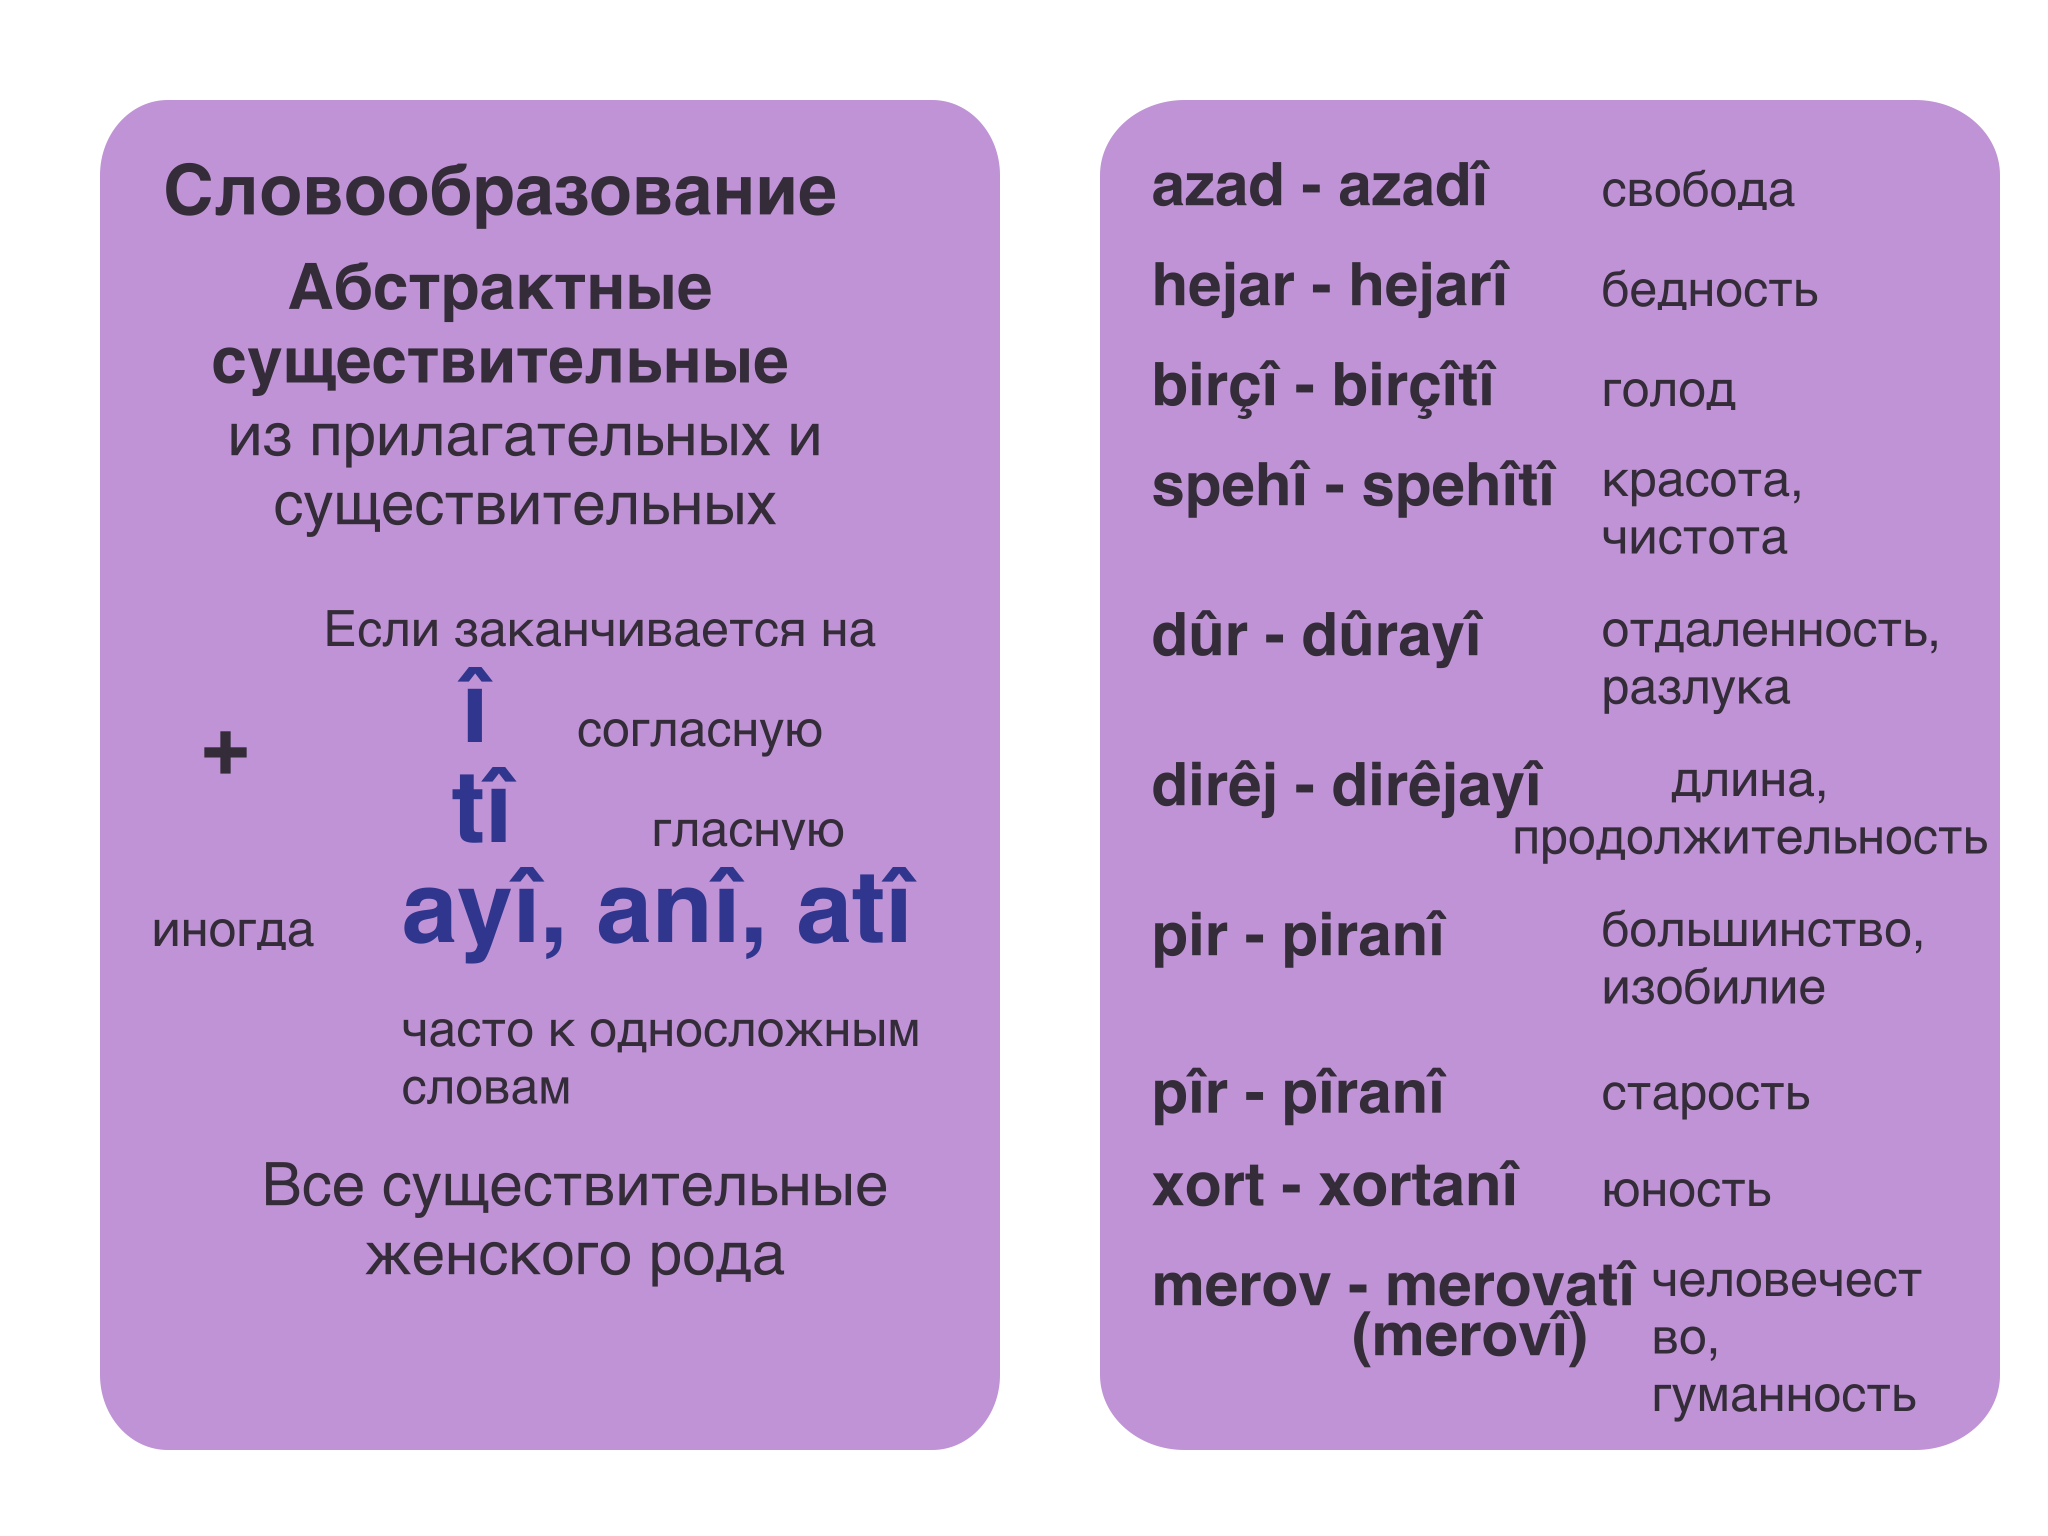 Словообразование
Абстрактные
существительные
из прилагательных и
существительных
Если заканчивается на
+
î согласную
tî гласную
иногда ayî, anî, atî
часто к односложным
словам
Все существительные
женского рода
azad - azadî свобода
hejar - hejarî бедность
birçî - birçîtî голод
spehî - spehîtî красота,
чистота
dûr - dûrayî отдаленность,
разлука
dirêj - dirêjayî длина,
продолжительность
pir - piranî большинство,
изобилие
pîr - pîranî старость
xort - xortanî юность
merov - merovatî человечест
(merovî) во,
гуманность